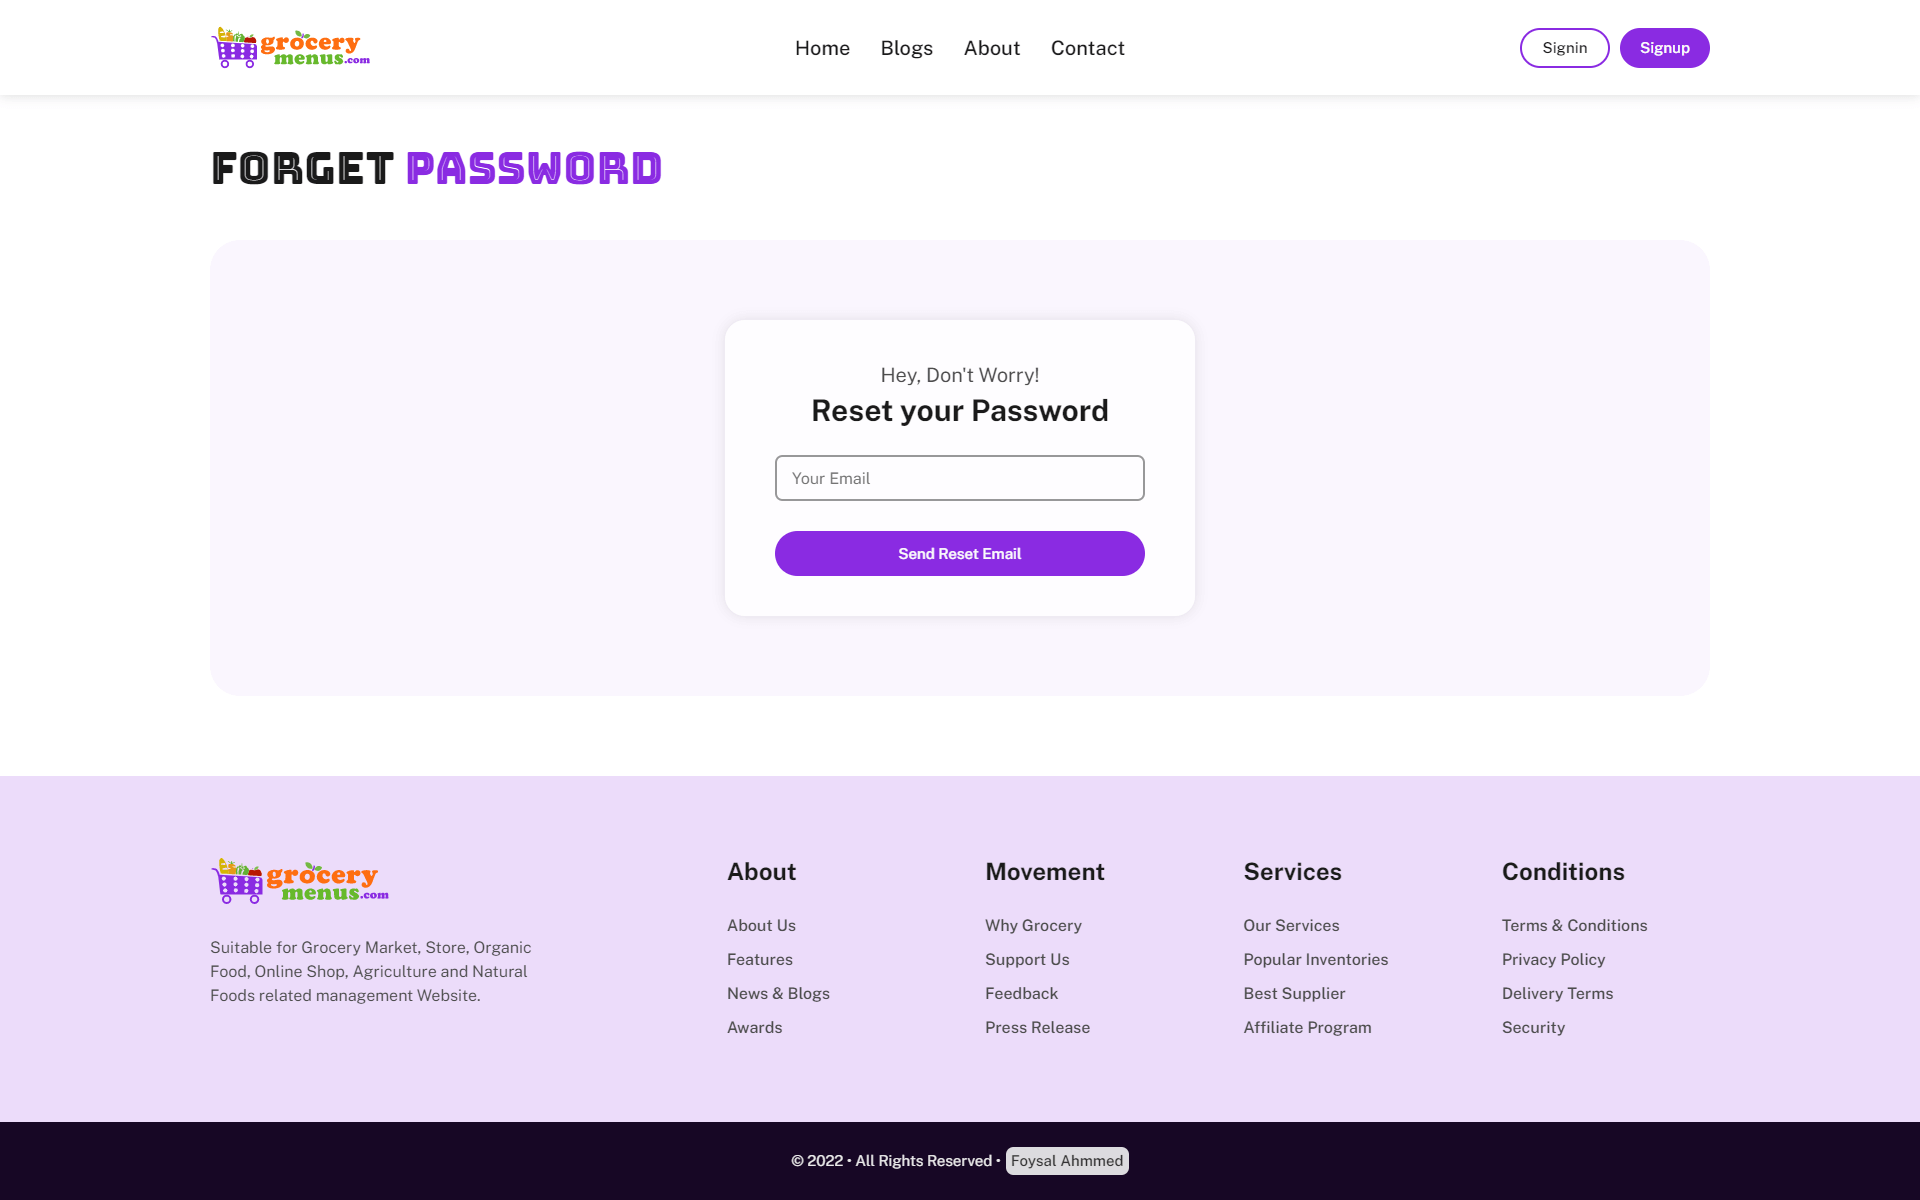 grocery
menus.com
Home Blogs About Contact
Signin Signup
FORGET PASSWORD
Hey, Don't Worry!
Reset your Password
Your Email
Send Reset Email
grocery
menus.com
Suitable for Grocery Market, Store, Organic
Food, Online Shop, Agriculture and Natural
Foods related management Website.
About
About Us
Features
News & Blogs
Awards
Movement
Why Grocery
Support Us
Feedback
Press Release
Services
Our Services
Popular Inventories
Best Supplier
Affiliate Program
Conditions
Terms & Conditions
Privacy Policy
Delivery Terms
Security
© 2022 • All Rights Reserved • Foysal Ahmmed